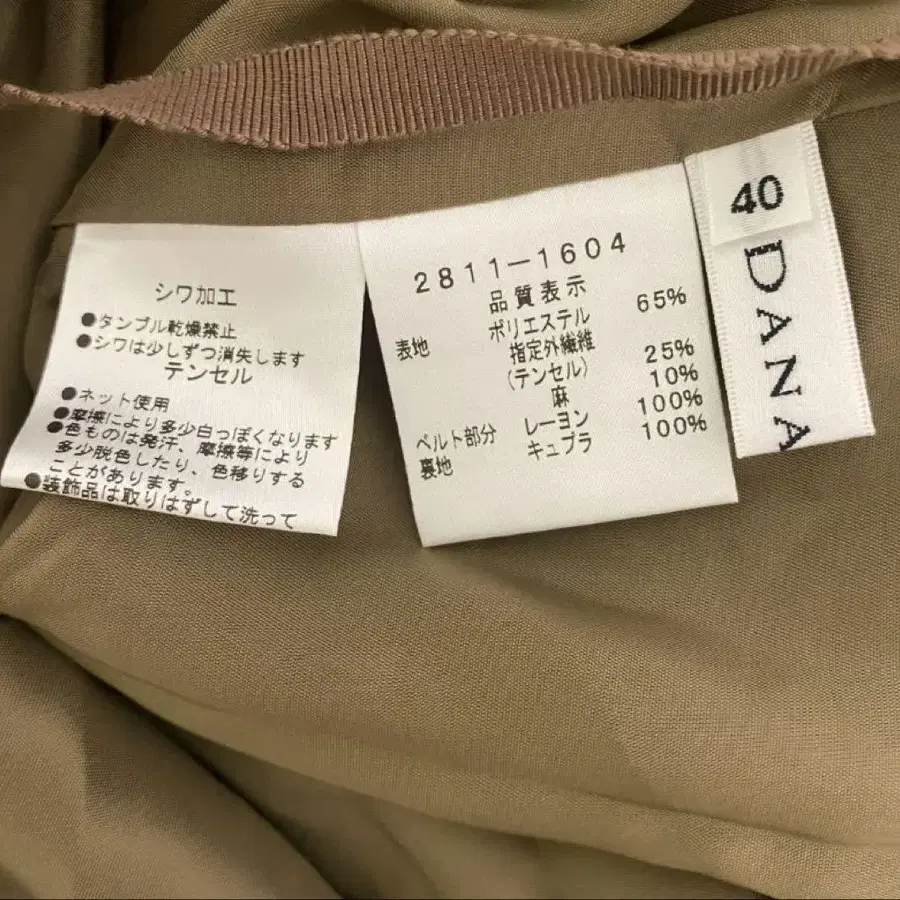 シワ加工
●タンブル乾燥禁止
●シワは少しずつ消失します
テンセル
●ネット使用
●摩擦により多少白っぽくなります
●色ものは発汗、摩擦等により
多少脱色したり、色移りする
ことがあります。
●装飾品は取りはずして洗って
2811-1604
品質表示
表地 ポリエステル 65%
指定外繊維
(テンセル) 25%
麻 10%
ベルト部分 レーヨン 100%
裏地 キュプラ 100%
40
DANA